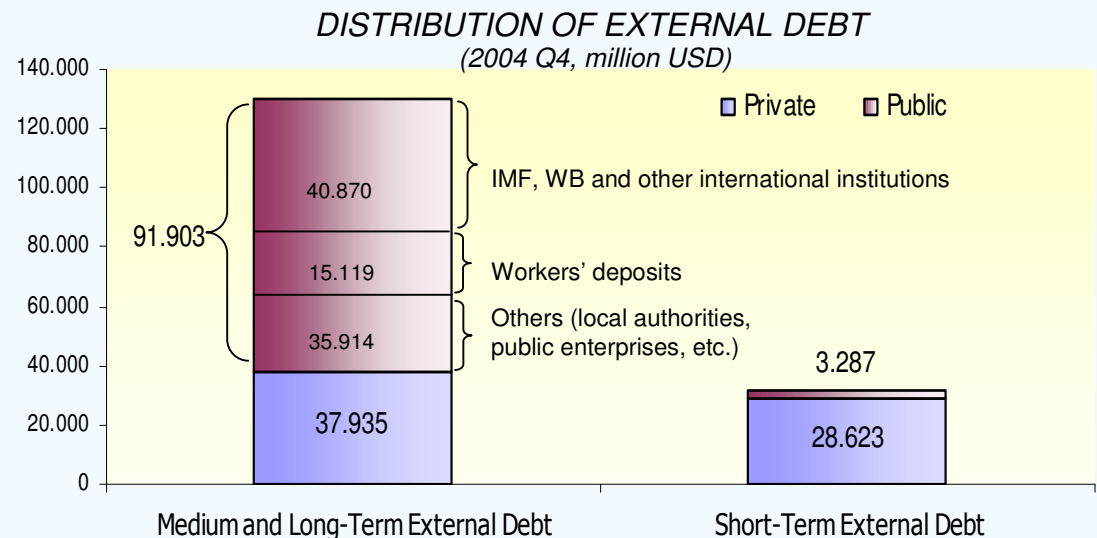 DISTRIBUTION OF EXTERNAL DEBT
(2004 Q4, million USD)
140.000
120.000
100.000
80.000
60.000
40.000
20.000
0
Private
Public
91.903
40.870
15.119
35.914
37.935
IMF, WB and other international institutions
Workers’ deposits
Others (local authorities,
public enterprises, etc.)
3.287
28.623
Medium and Long-Term External Debt
Short-Term External Debt